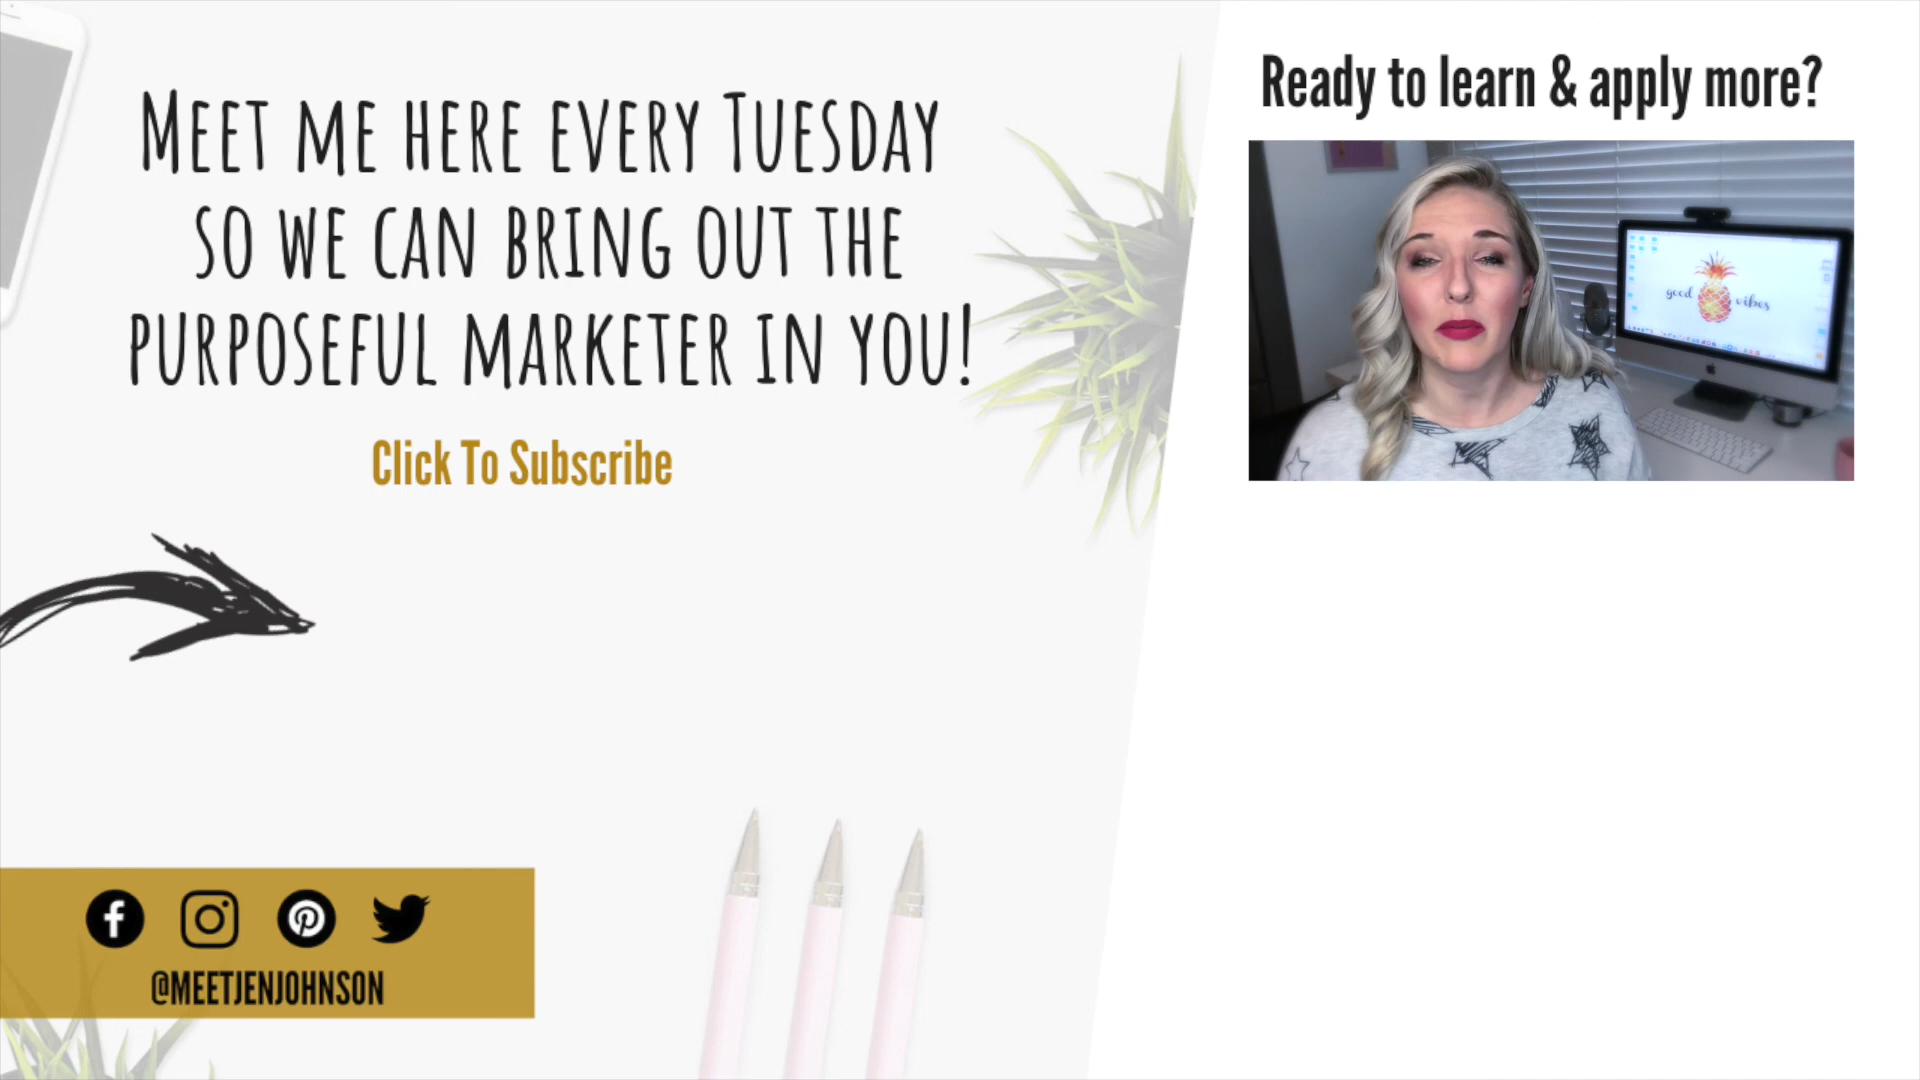 MEET ME HERE EVERY TUESDAY
SO WE CAN BRING OUT THE
PURPOSEFUL MARKETER IN YOU!
Click To Subscribe
@MEETJENJOHNSON
Ready to learn & apply more?
good vibes